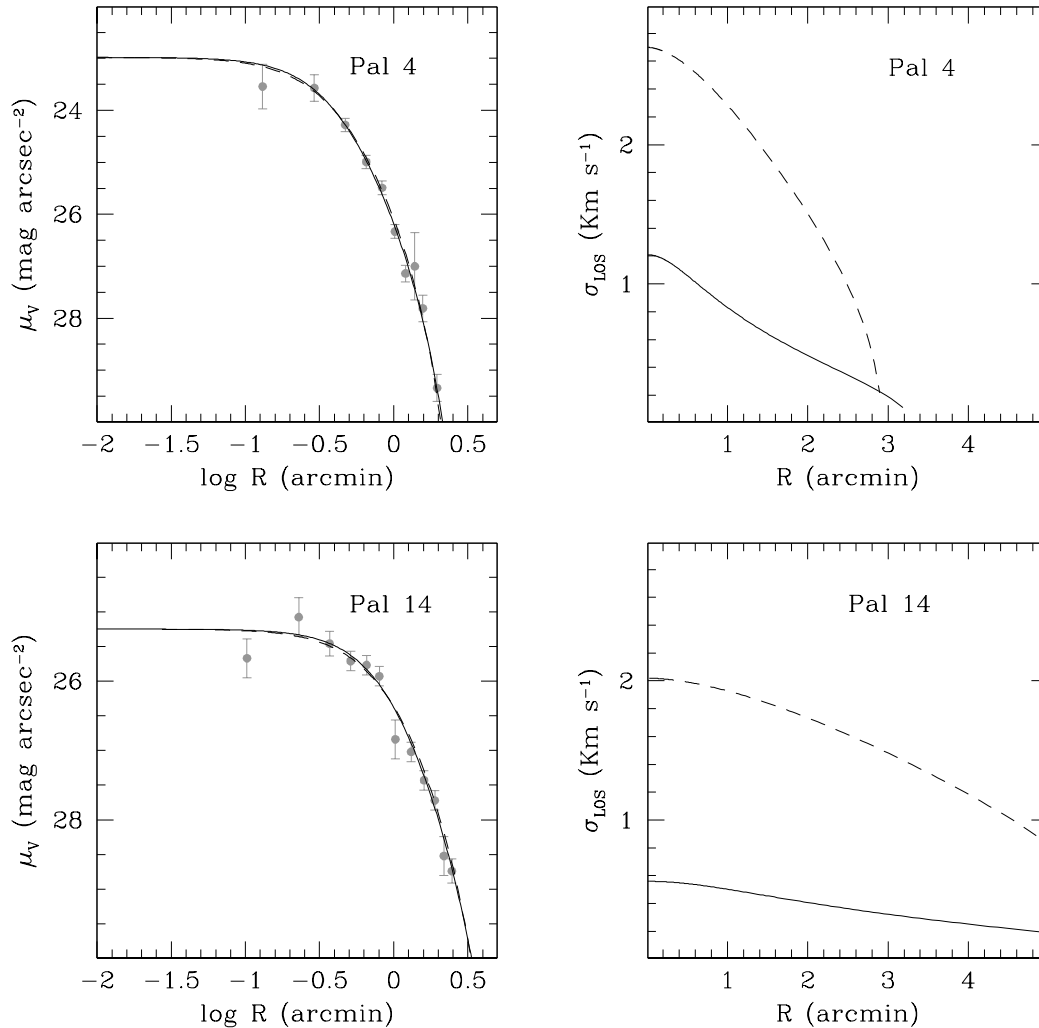 Pal 4
24
26
28
μV (mag arcsec−2)
−2 −1.5 −1 −0.5 0 0.5
log R (arcmin)
Pal 4
2
1
σLOS (Km s−1)
1 2 3 4
R (arcmin)
Pal 14
26
28
μV (mag arcsec−2)
−2 −1.5 −1 −0.5 0 0.5
log R (arcmin)
Pal 14
2
1
σLOS (Km s−1)
1 2 3 4
R (arcmin)